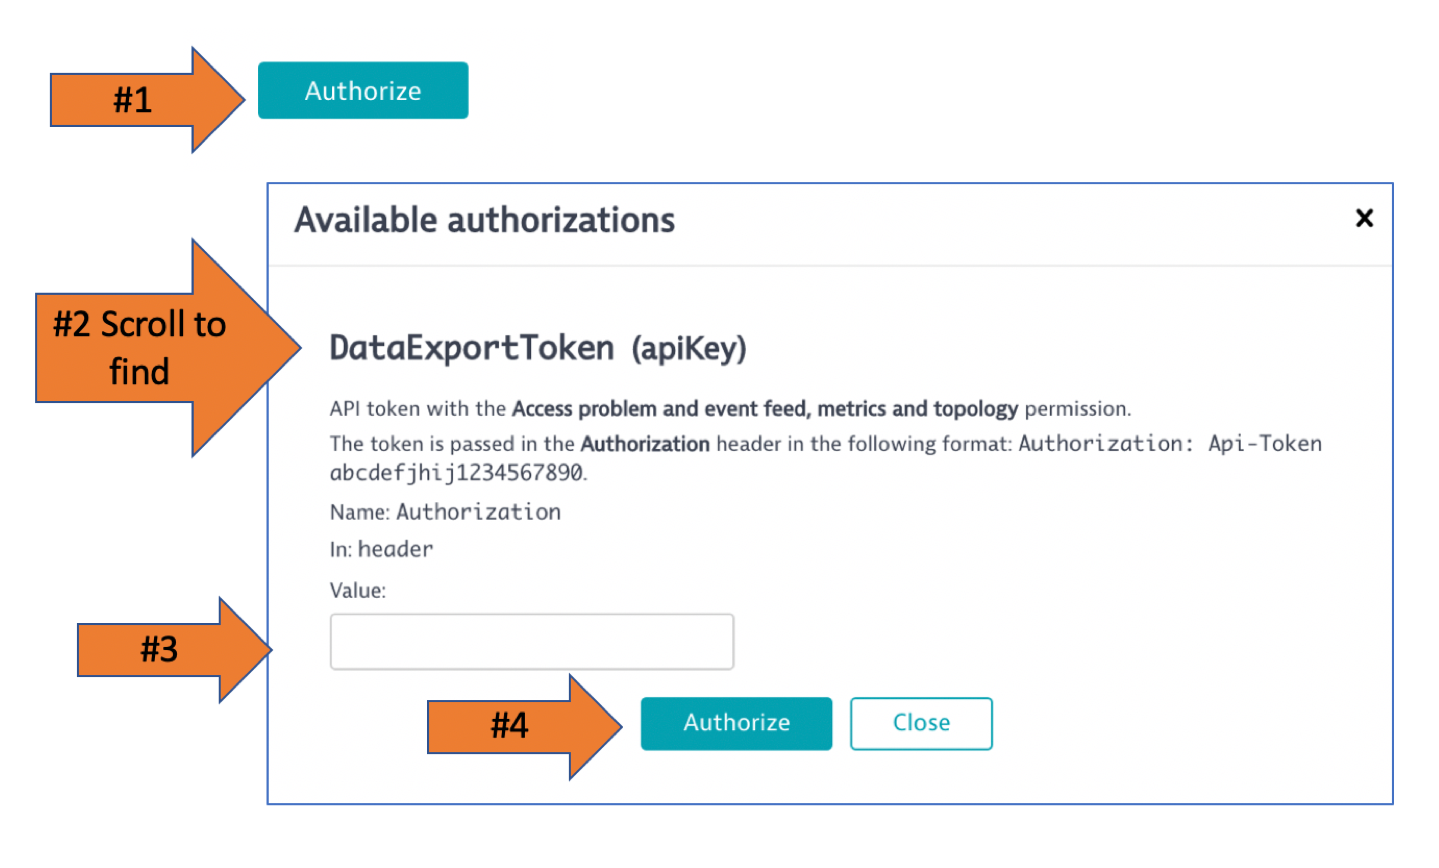 #1
Authorize
Available authorizations
#2 Scroll to
find
DataExportToken (apiKey)
API token with the Access problem and event feed, metrics and topology permission.
The token is passed in the Authorization header in the following format: Authorization: Api-Token
abcdefjhij1234567890.
Name: Authorization
In: header
Value:
#3
#4
Authorize
Close